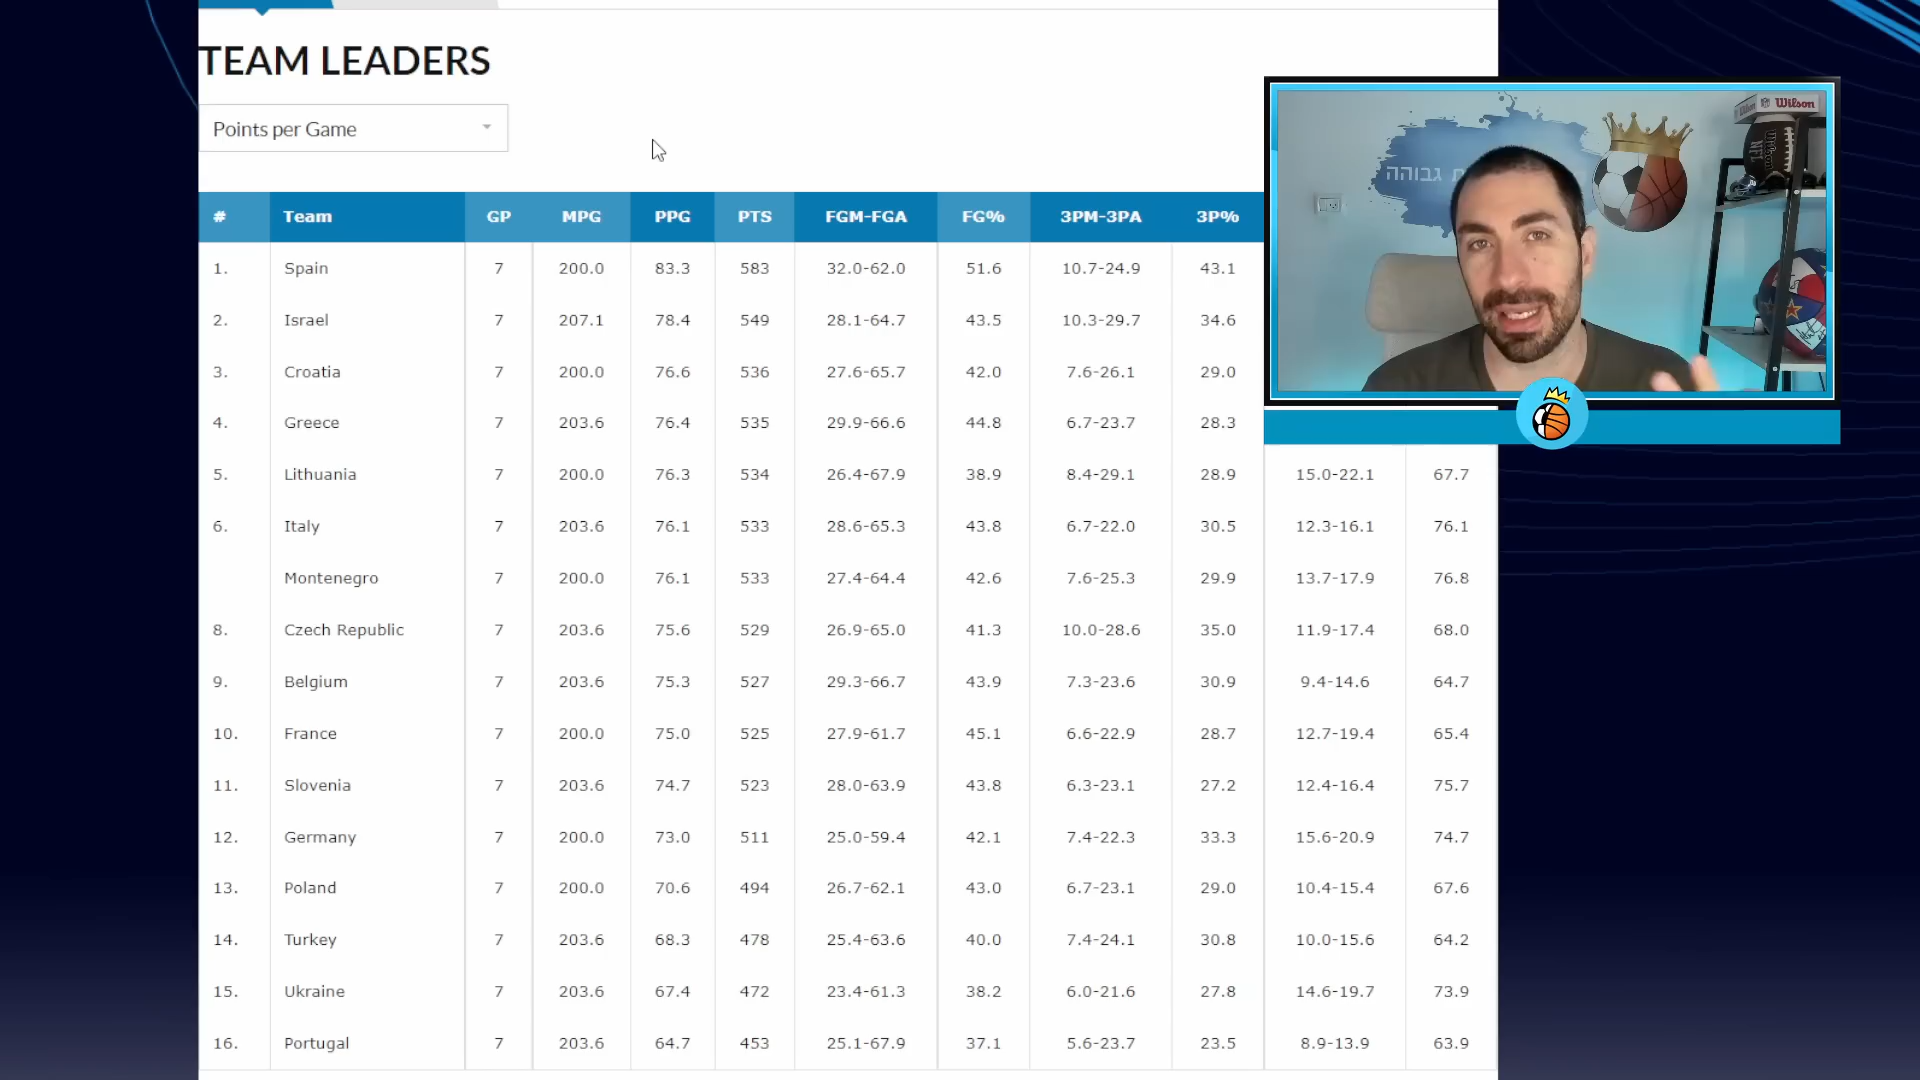 TEAM LEADERS
Points per Game
# Team GP MPG PPG PTS FGM-FGA FG% 3PM-3PA 3P%
1. Spain 7 200.0 83.3 583 32.0-62.0 51.6 10.7-24.9 43.1
2. Israel 7 207.1 78.4 549 28.1-64.7 43.5 10.3-29.7 34.6
3. Croatia 7 200.0 76.6 536 27.6-65.7 42.0 7.6-26.1 29.0
4. Greece 7 203.6 76.4 535 29.9-66.6 44.8 6.7-23.7 28.3
5. Lithuania 7 200.0 76.3 534 26.4-67.9 38.9 8.4-29.1 28.9 15.0-22.1 67.7
6. Italy 7 203.6 76.1 533 28.6-65.3 43.8 6.7-22.0 30.5 12.3-16.1 76.1
Montenegro 7 200.0 76.1 533 27.4-64.4 42.6 7.6-25.3 29.9 13.7-17.9 76.8
8. Czech Republic 7 203.6 75.6 529 26.9-65.0 41.3 10.0-28.6 35.0 11.9-17.4 68.0
9. Belgium 7 203.6 75.3 527 29.3-66.7 43.9 7.3-23.6 30.9 9.4-14.6 64.7
10. France 7 200.0 75.0 525 27.9-61.7 45.1 6.6-22.9 28.7 12.7-19.4 65.4
11. Slovenia 7 203.6 74.7 523 28.0-63.9 43.8 6.3-23.1 27.2 12.4-16.4 75.7
12. Germany 7 200.0 73.0 511 25.0-59.4 42.1 7.4-22.3 33.3 15.6-20.9 74.7
13. Poland 7 200.0 70.6 494 26.7-62.1 43.0 6.7-23.1 29.0 10.4-15.4 67.6
14. Turkey 7 203.6 68.3 478 25.4-63.6 40.0 7.4-24.1 30.8 10.0-15.6 64.2
15. Ukraine 7 203.6 67.4 472 23.4-61.3 38.2 6.0-21.6 27.8 14.6-19.7 73.9
16. Portugal 7 203.6 64.7 453 25.1-67.9 37.1 5.6-23.7 23.5 8.9-13.9 63.9
Wilson
NFL
גבוהה